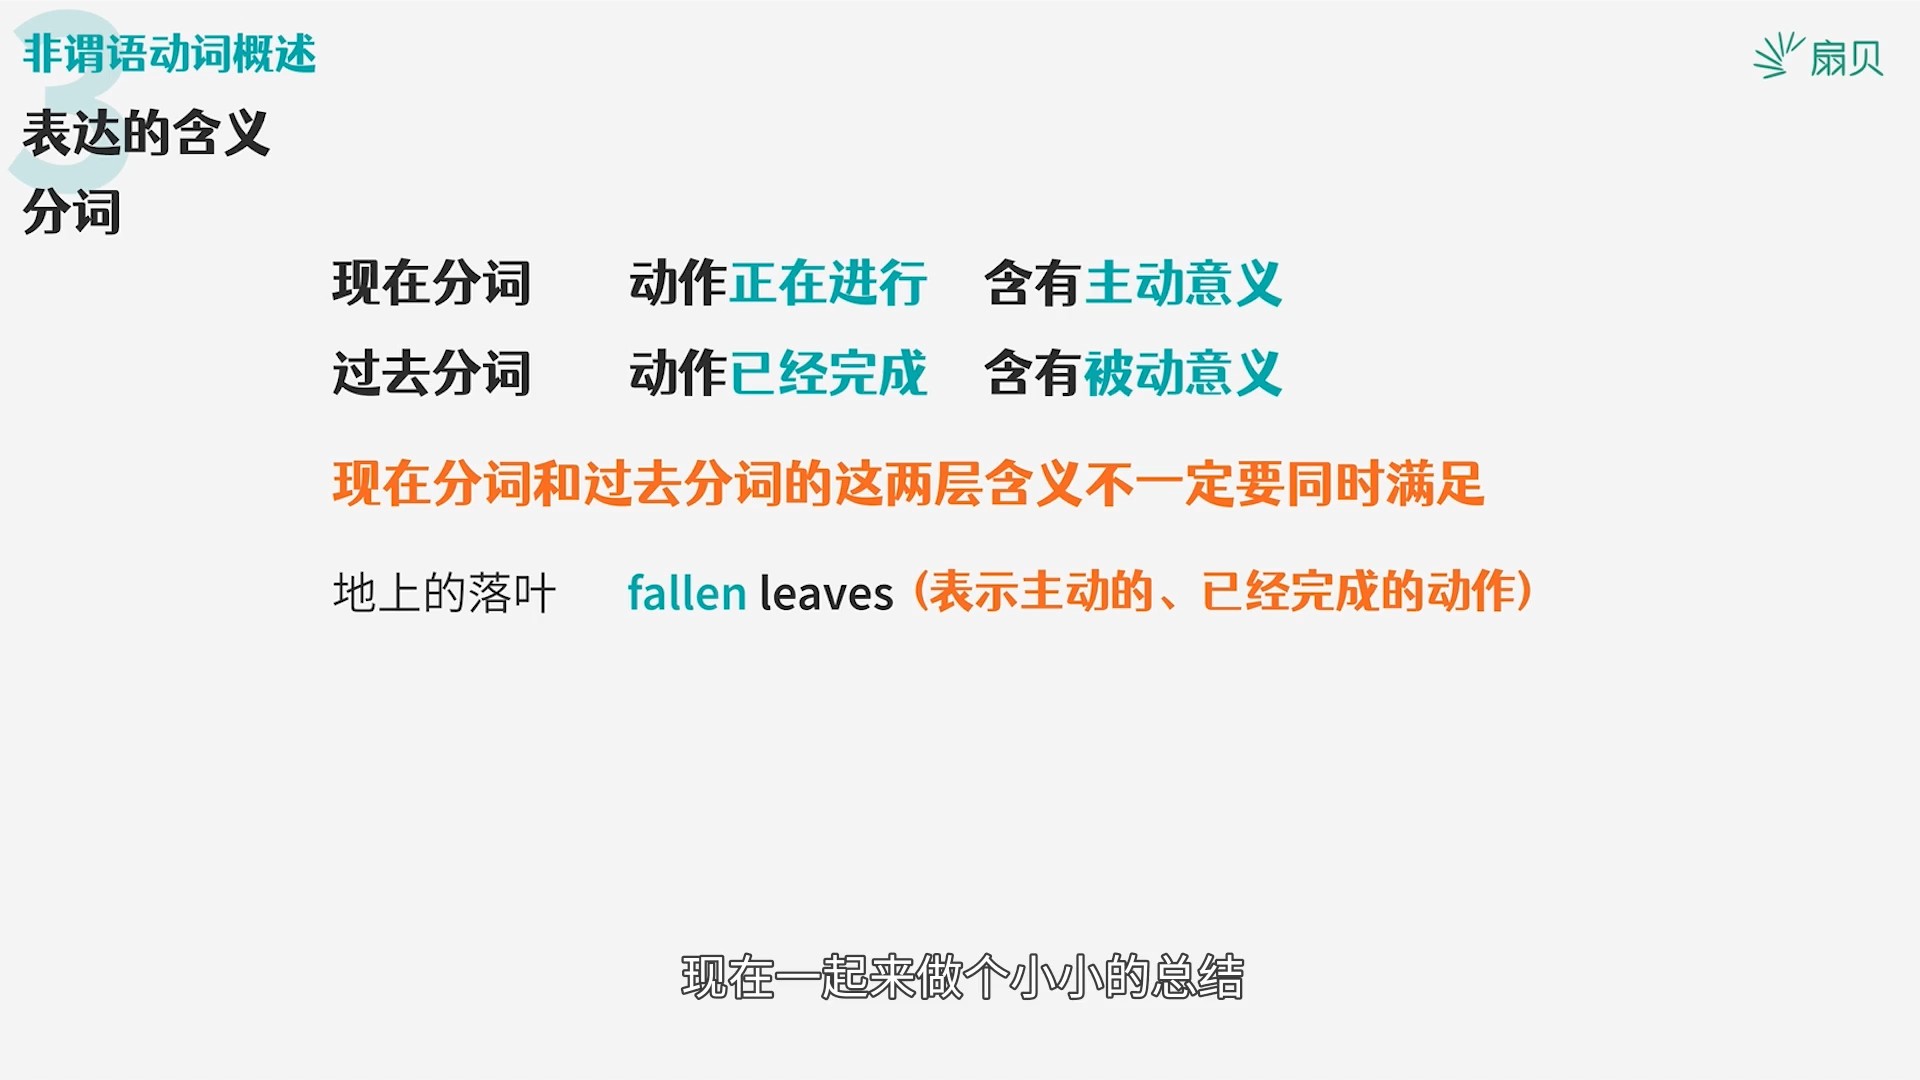 3
非谓语动词概述
扇贝
表达的含义
分词
现在分词 动作正在进行 含有主动意义
过去分词 动作已经完成 含有被动意义
现在分词和过去分词的这两层含义不一定要同时满足
地上的落叶 fallen leaves (表示主动的、已经完成的动作)
现在一起来做个小小的总结